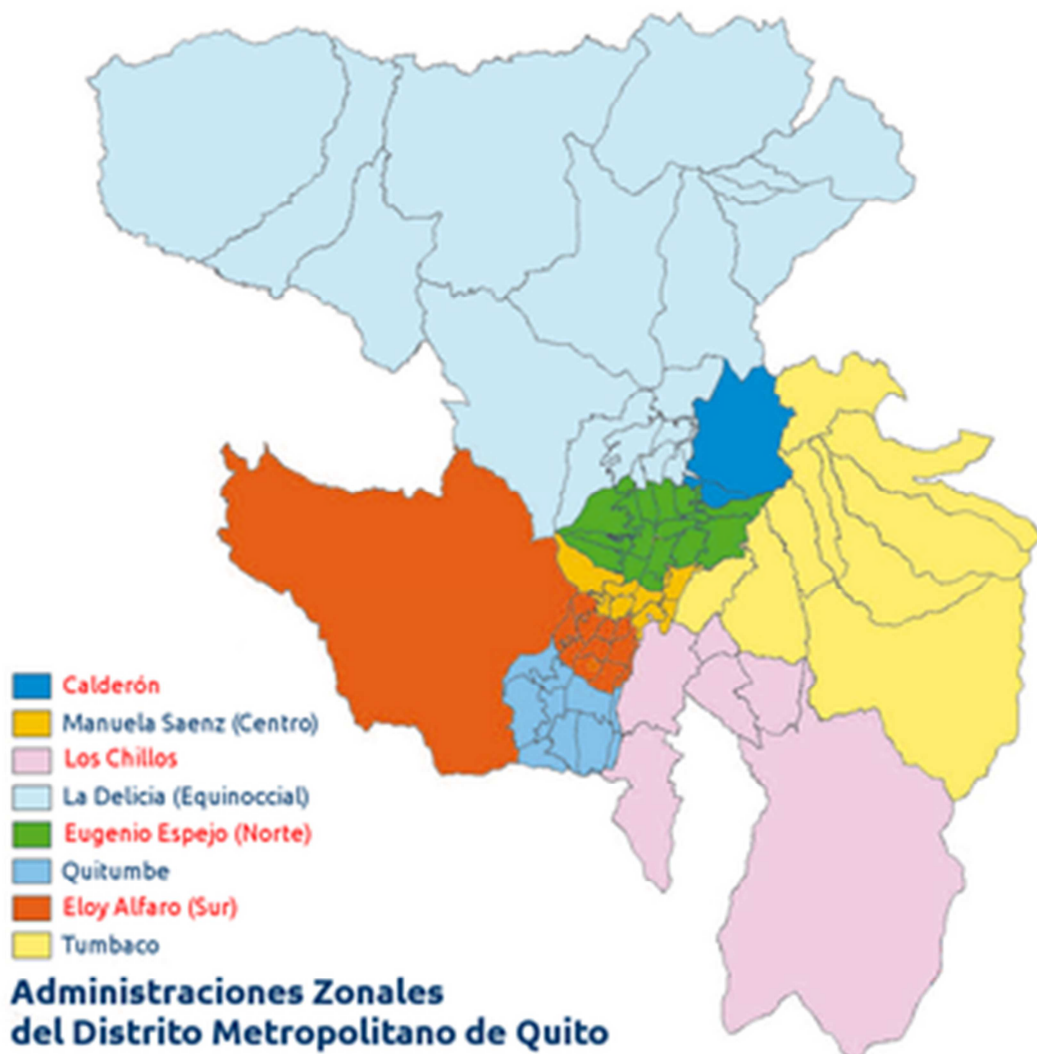 Calderón
Manuela Saenz (Centro)
Los Chillos
La Delicia (Equinoccial)
Eugenio Espejo (Norte)
Quitumbe
Eloy Alfaro (Sur)
Tumbaco
Administraciones Zonales
del Distrito Metropolitano de Quito